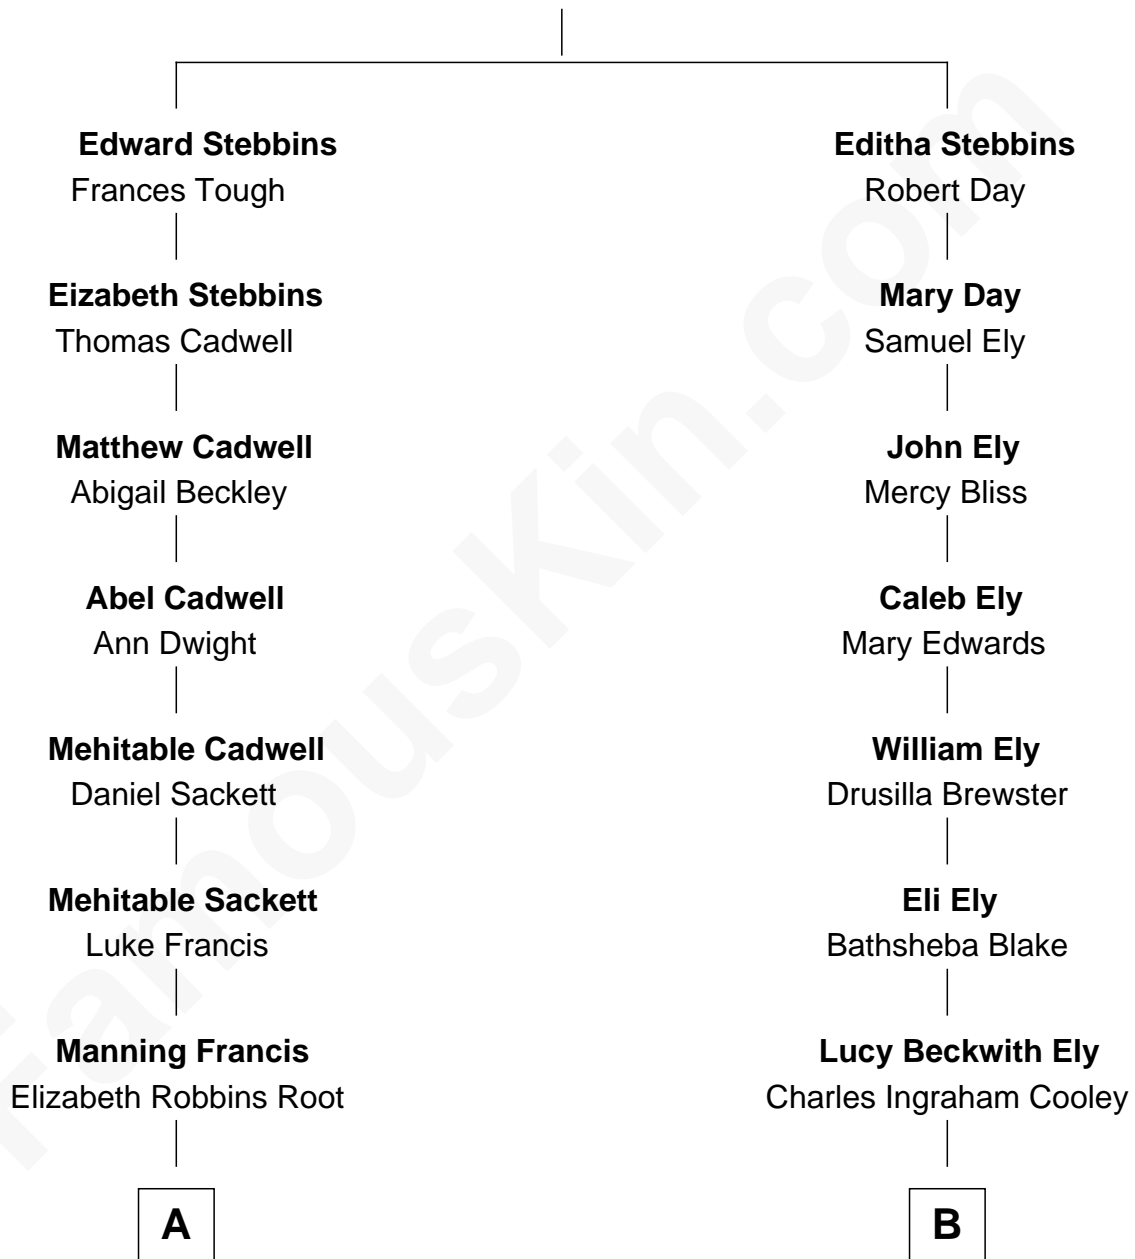 Edward Stebbins
Frances Tough
Eizabeth Stebbins
Thomas Cadwell
Matthew Cadwell
Abigail Beckley
Abel Cadwell
Ann Dwight
Mehitable Cadwell
Daniel Sackett
Mehitable Sackett
Luke Francis
Manning Francis
Elizabeth Robbins Root
A
Editha Stebbins
Robert Day
Mary Day
Samuel Ely
John Ely
Mercy Bliss
Caleb Ely
Mary Edwards
William Ely
Drusilla Brewster
Eli Ely
Bathsheba Blake
Lucy Beckwith Ely
Charles Ingraham Cooley
B
FamousKin.com